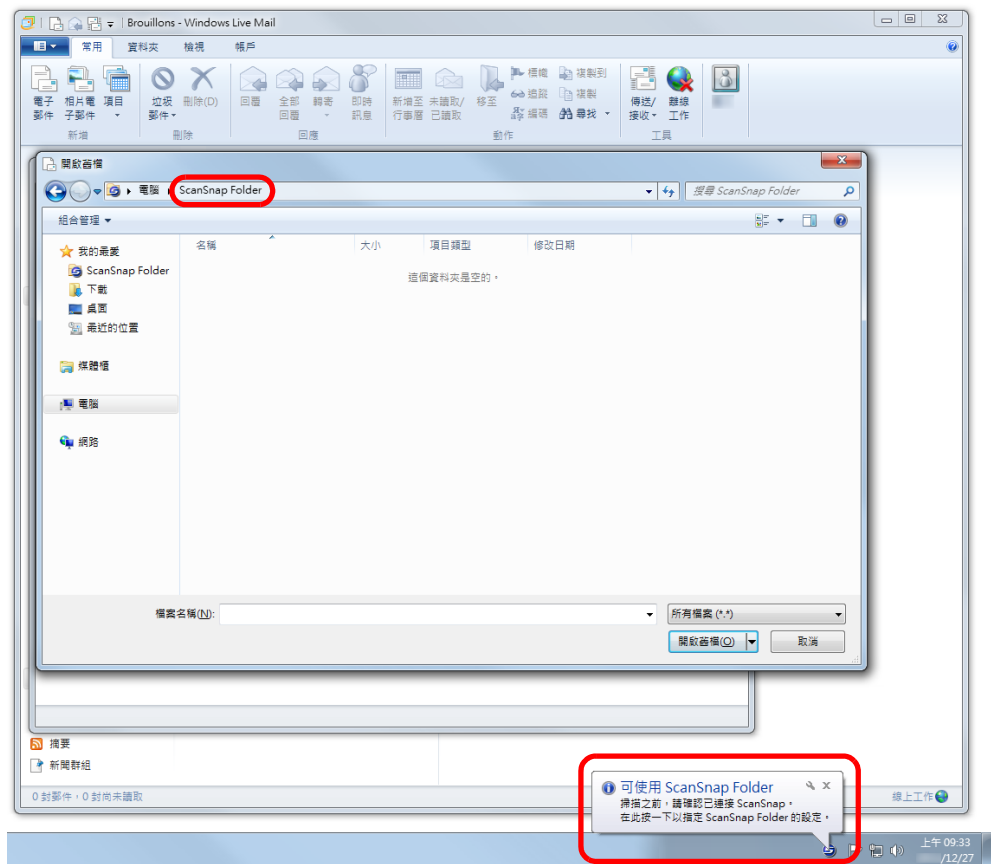 Brouillons - Windows Live Mail
常用 資料夾 檢視 帳戶
電子郵件 相片電子郵件 項目 垃圾郵件 刪除(D) 回覆 全部回覆 轉寄 即時訊息 新增至行事曆 未讀取/已讀取 移至 標幟 追蹤 編碼 複製到 複製 尋找 傳送/接收 離線工作
新增 刪除 回應 動作 工具
開啟舊檔
電腦 ScanSnap Folder 搜尋 ScanSnap Folder
組合管理
我的最愛 名稱 大小 項目類型 修改日期
ScanSnap Folder
這個資料夾是空的。
下載
桌面
最近的位置
媒體櫃
電腦
網路
檔案名稱(N): 所有檔案 (*.*)
開啟舊檔(O) 取消
摘要
新聞群組
0 封郵件，0 封尚未讀取 線上工作
可使用 ScanSnap Folder
掃描之前，請確認已連接 ScanSnap。
在此按一下以指定 ScanSnap Folder 的設定。
上午 09:33
/12/27